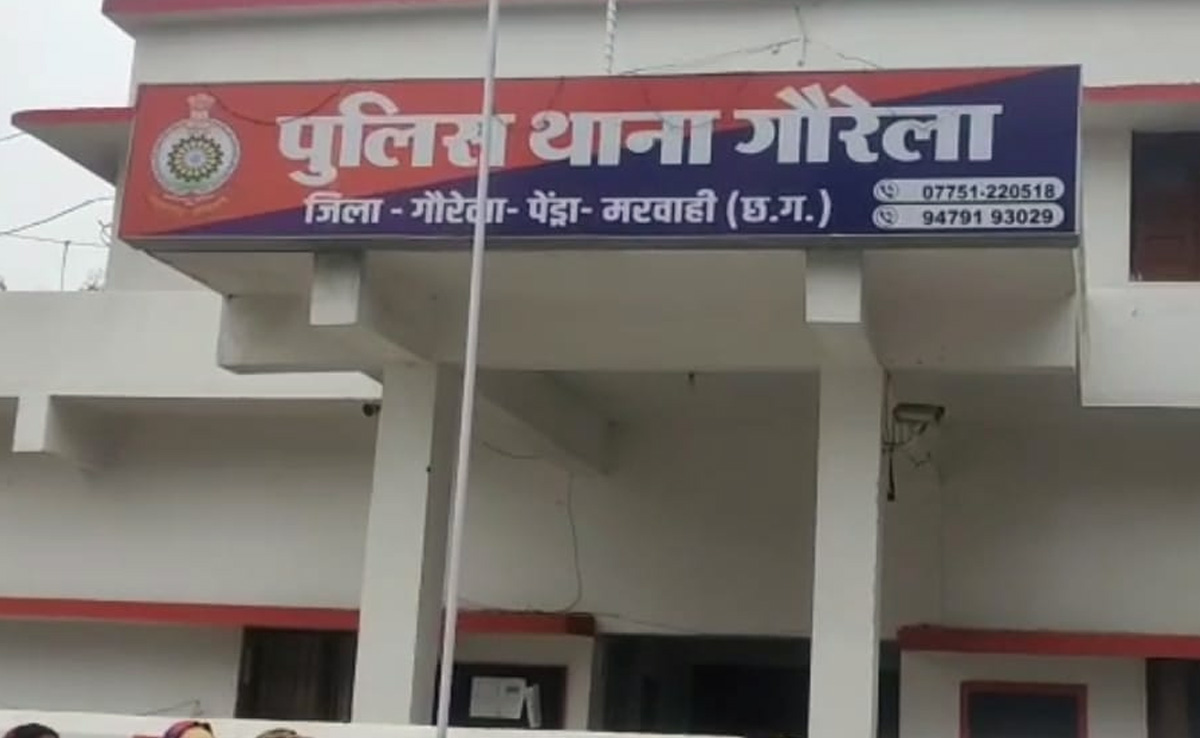 पुलिस थाना गौरेला
जिला - गौरेला- पेंड्रा- मरवाही (छ.ग.)
07751-220518
94791 93029